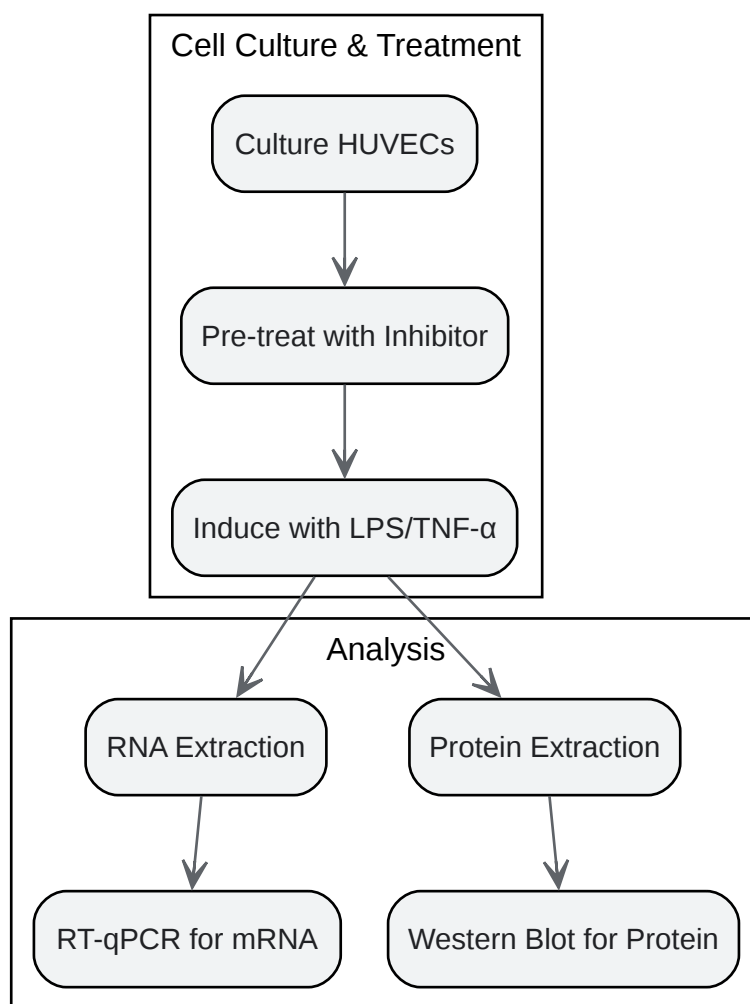 Cell Culture & Treatment
Culture HUVECs
Pre-treat with Inhibitor
Induce with LPS/TNF-α
Analysis
RNA Extraction
Protein Extraction
RT-qPCR for mRNA
Western Blot for Protein